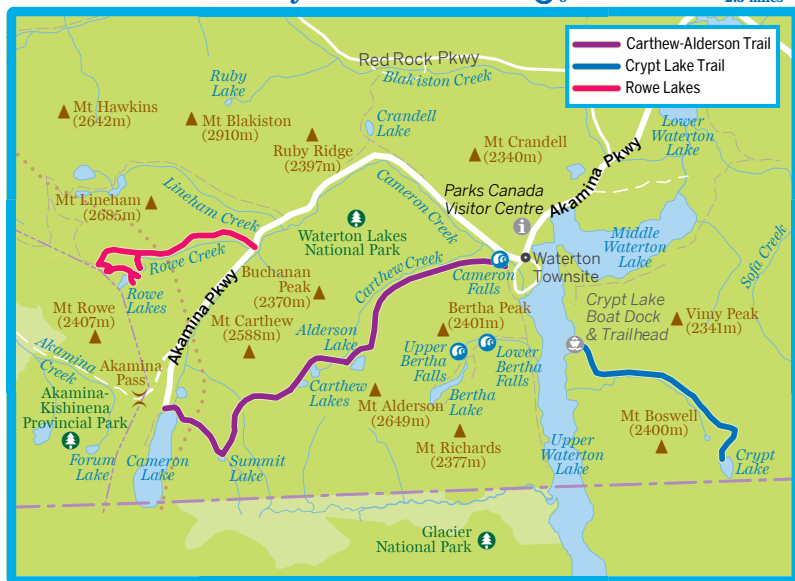 2.5 miles
Carthew-Alderson Trail
Crypt Lake Trail
Rowe Lakes
Red Rock Pkwy
Blakiston Creek
Ruby
Lake
Mt Hawkins
(2642m)
Mt Blakiston
(2910m)
Ruby Ridge
(2397m)
Crandell
Lake
Mt Crandell
(2340m)
Lower
Waterton
Lake
Akamina Pkwy
Parks Canada
Visitor Centre
Mt Lineham
(2685m)
Lineham Creek
Cameron Creek
Waterton Lakes
National Park
Middle
Waterton
Lake
Sofa Creek
Rowe Creek
Rowe
Lakes
Akamina Pkwy
Buchanan
Peak
(2370m)
Carthew Creek
Cameron
Falls
Waterton
Townsite
Crypt Lake
Boat Dock
& Trailhead
Vimy Peak
(2341m)
Mt Rowe
(2407m)
Mt Carthew
(2588m)
Alderson
Lake
Bertha Peak
(2401m)
Upper
Bertha
Falls
Lower
Bertha
Falls
Akamina
Creek
Akamina
Pass
Akamina-
Kishinena
Provincial Park
Carthew
Lakes
Mt Alderson
(2649m)
Bertha
Lake
Mt Richards
(2377m)
Mt Boswell
(2400m)
Upper
Waterton
Lake
Crypt
Lake
Forum
Lake
Cameron
Lake
Summit
Lake
Glacier
National Park